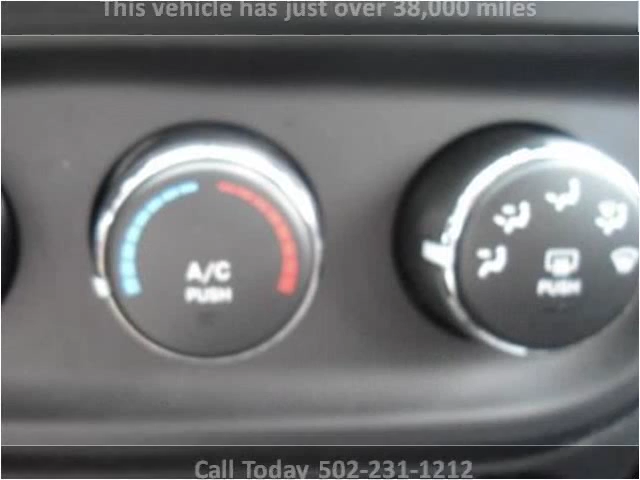 This vehicle has just over 38,000 miles
A/C
PUSH
PUSH
Call Today 502-231-1212